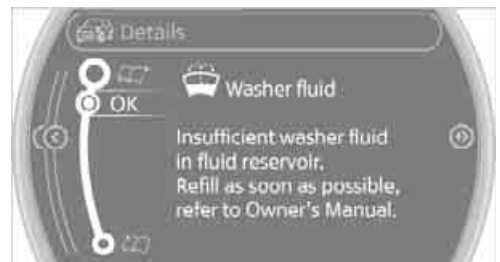 Details
Washer fluid
OK
Insufficient washer fluid
in fluid reservoir.
Refill as soon as possible,
refer to Owner's Manual.